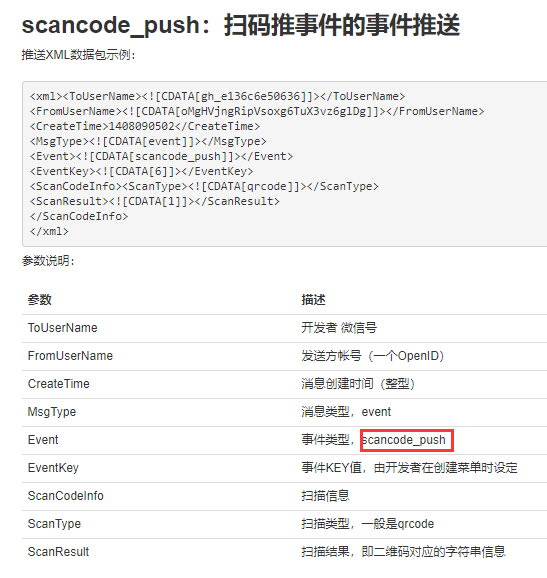 scancode_push：扫码推事件的事件推送
推送XML数据包示例：
<xml><ToUserName><![CDATA[gh_e136c6e50636]]></ToUserName>
<FromUserName><![CDATA[oMgHVjngRipVsoxg6TuX3vz6glDg]]></FromUserName>
<CreateTime>1408090502</CreateTime>
<MsgType><![CDATA[event]]></MsgType>
<Event><![CDATA[scancode_push]]></Event>
<EventKey><![CDATA[6]]></EventKey>
<ScanCodeInfo><ScanType><![CDATA[qrcode]]></ScanType>
<ScanResult><![CDATA[1]]></ScanResult>
</ScanCodeInfo>
</xml>
参数说明：
参数 描述
ToUserName 开发者 微信号
FromUserName 发送方帐号（一个OpenID）
CreateTime 消息创建时间（整型）
MsgType 消息类型，event
Event 事件类型，scancode_push
EventKey 事件KEY值，由开发者在创建菜单时设定
ScanCodeInfo 扫描信息
ScanType 扫描类型，一般是qrcode
ScanResult 扫描结果，即二维码对应的字符串信息